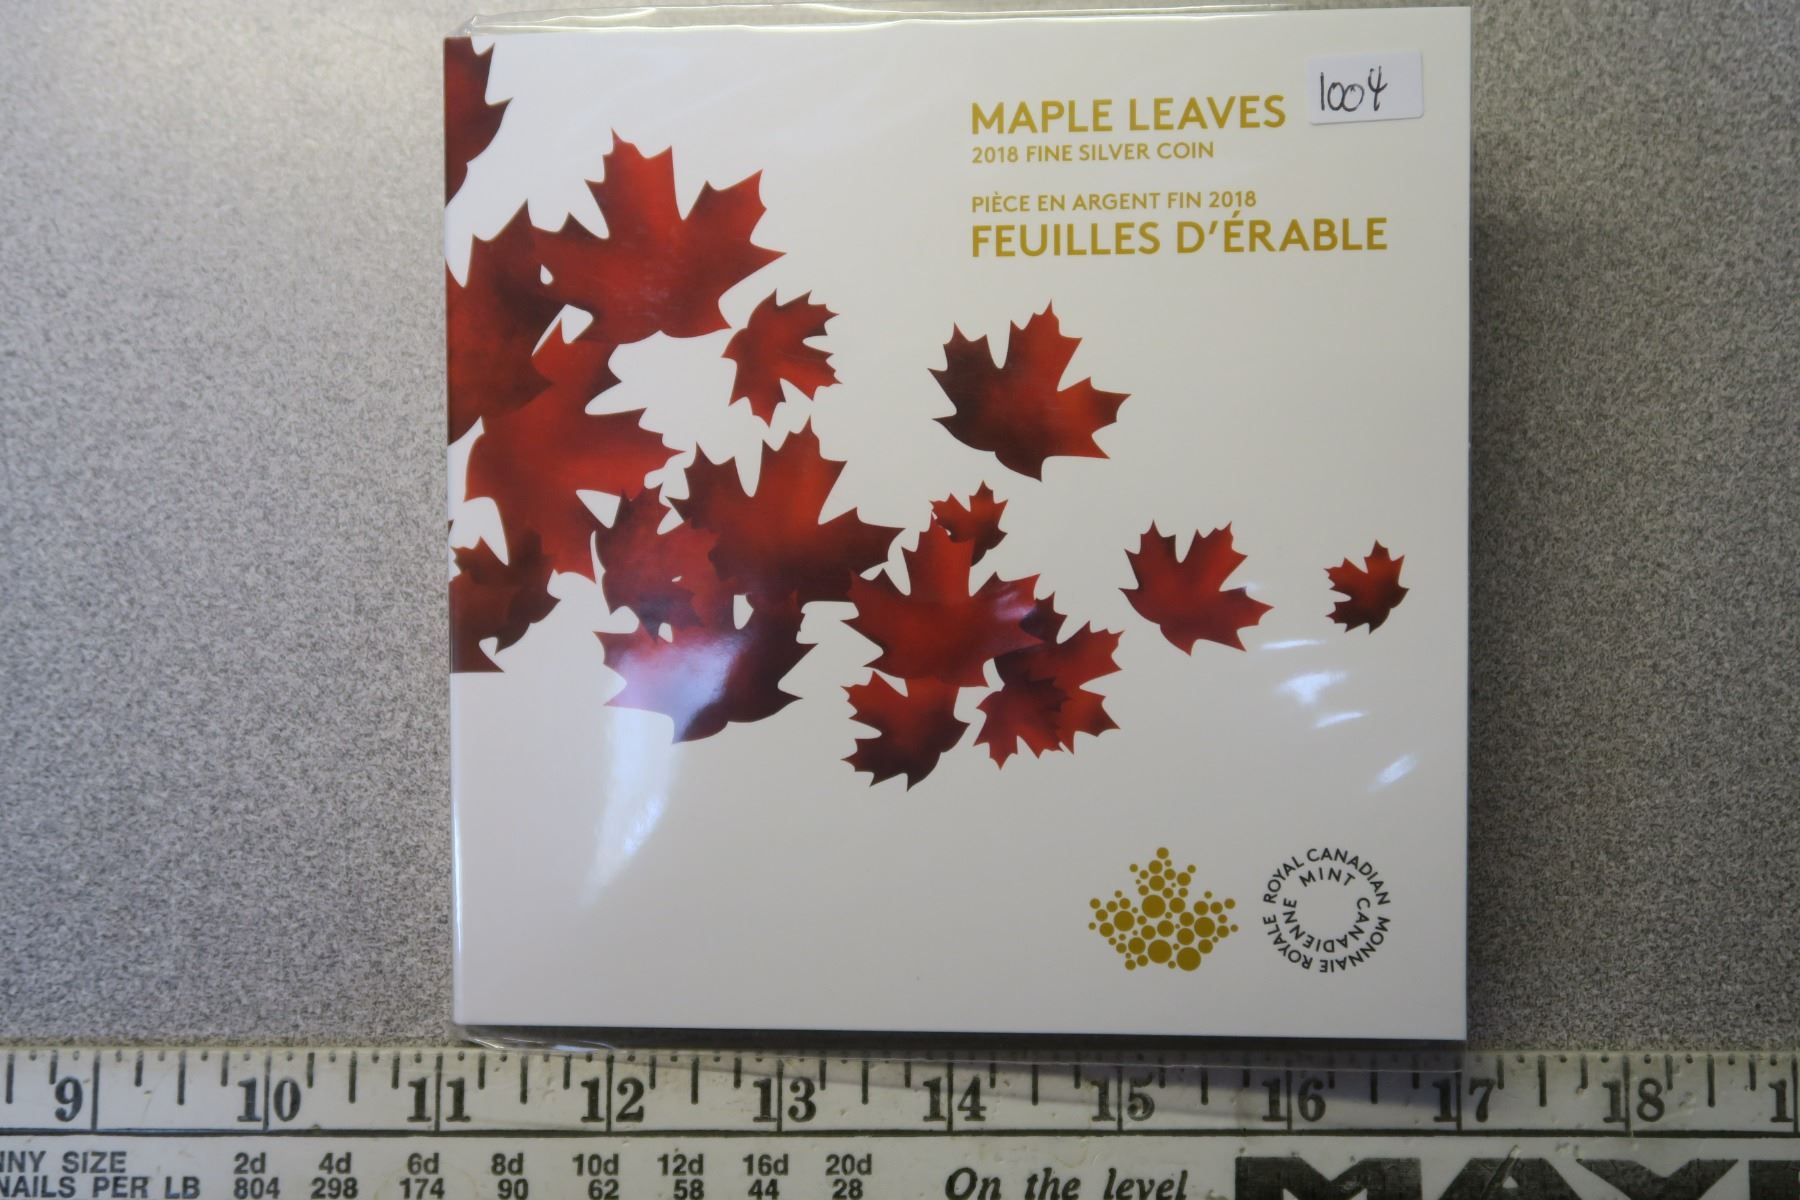 1004
MAPLE LEAVES
2018 FINE SILVER COIN
PIÈCE EN ARGENT FIN 2018
FEUILLES D'ÉRABLE
ROYAL CANADIAN MINT
MONNAIE ROYALE CANADIENNE
9 10 11 12 13 14 15 16 17 18 1
NNY SIZE 2d 4d 6d 8d 10d 12d 16d 20d
NAILS PER LB 804 298 174 90 62 58 44 28
On the level